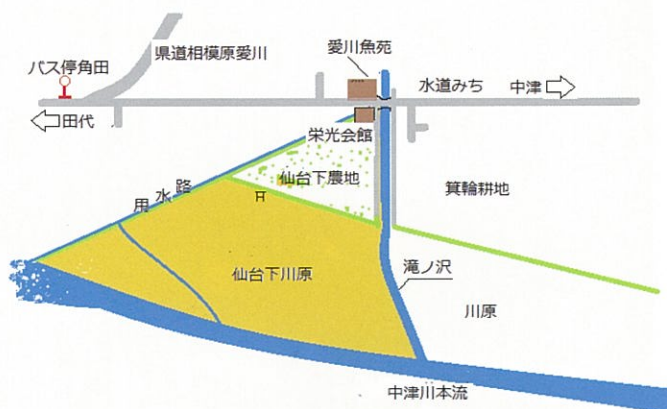 愛川魚苑
県道相模原愛川
バス停角田
水道みち
中津
田代
栄光会館
仙台下農地
用水路
箕輪耕地
仙台下川原
滝ノ沢
川原
中津川本流